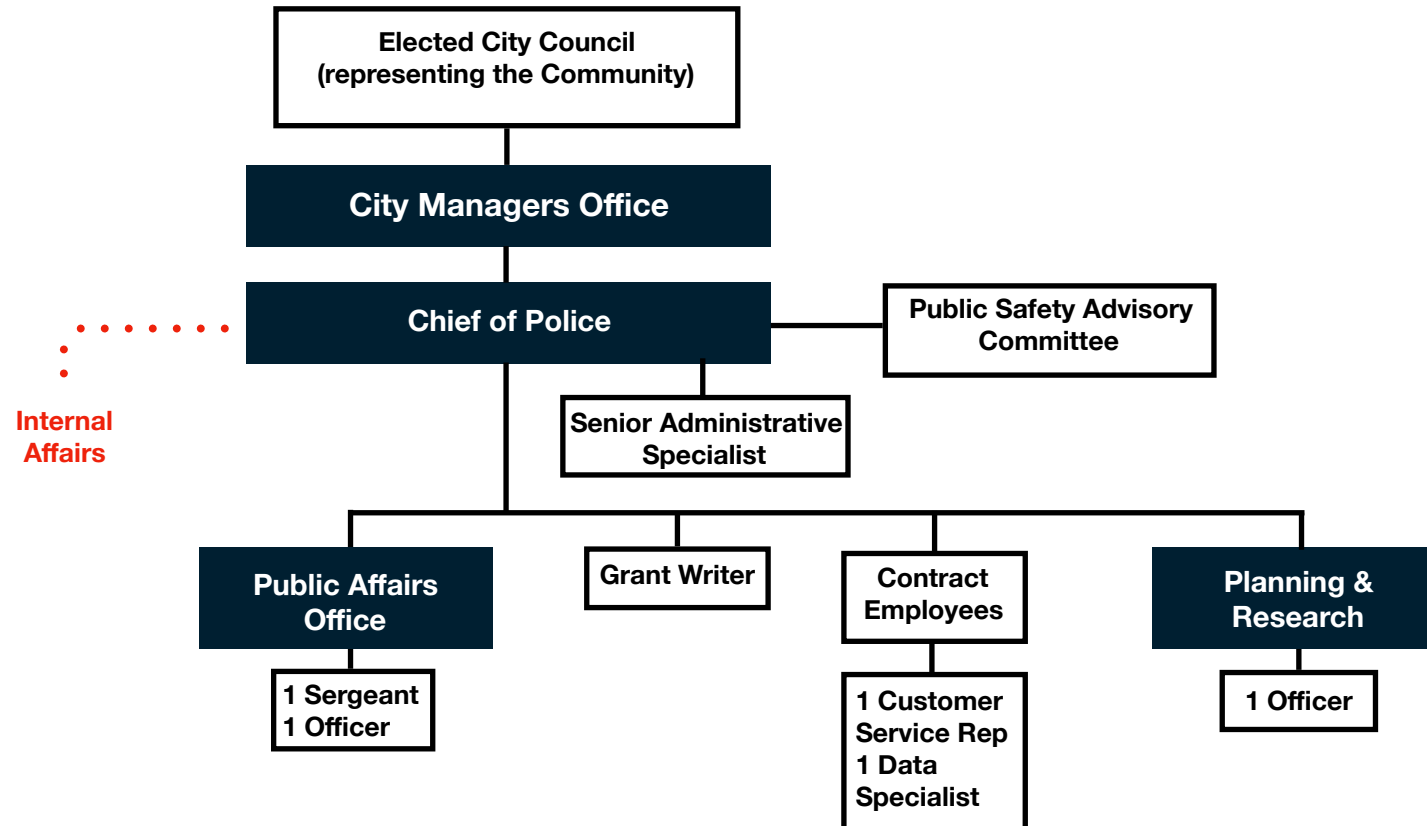 Elected City Council
(representing the Community)
City Managers Office
Chief of Police
Public Safety Advisory
Committee
Internal
Affairs
Senior Administrative
Specialist
Public Affairs
Office
Grant Writer
Contract
Employees
Planning &
Research
1 Sergeant
1 Officer
1 Customer
Service Rep
1 Data
Specialist
1 Officer